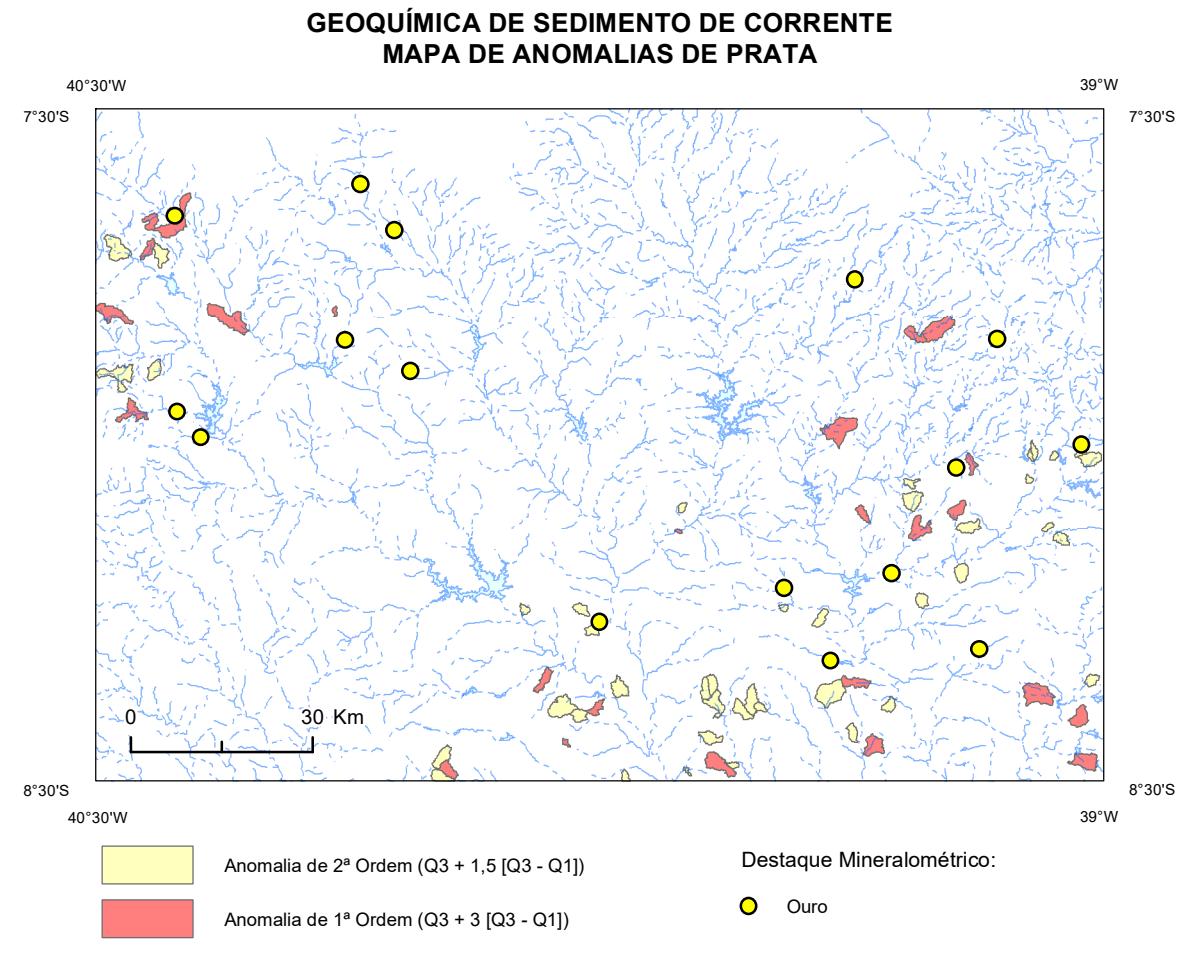 GEOQUÍMICA DE SEDIMENTO DE CORRENTE
MAPA DE ANOMALIAS DE PRATA
40°30'W
39°W
7°30'S
7°30'S
0
30 Km
8°30'S
8°30'S
40°30'W
39°W
Anomalia de 2ª Ordem (Q3 + 1,5 [Q3 - Q1])
Destaque Mineralométrico:
Anomalia de 1ª Ordem (Q3 + 3 [Q3 - Q1])
Ouro